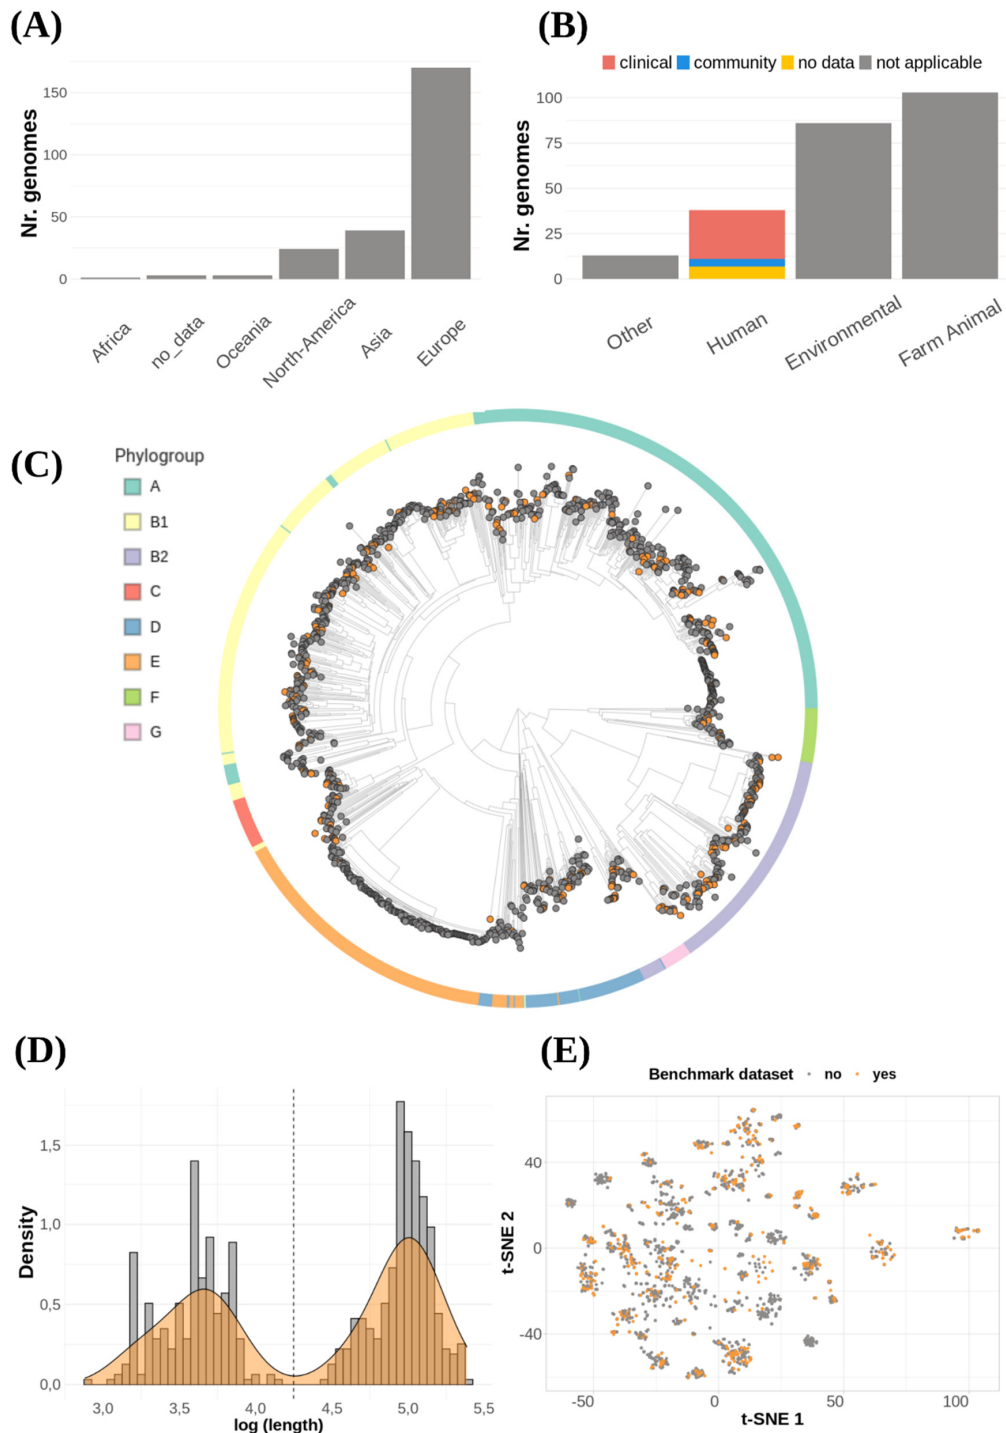 (A)
Nr. genomes
150
100
50
0
Africa
no_data
Oceania
North-America
Asia
Europe
(B)
clinical community no data not applicable
Nr. genomes
100
75
50
25
0
Other
Human
Environmental
Farm Animal
(C)
Phylogroup
A
B1
B2
C
D
E
F
G
(D)
Density
1,5
1,0
0,5
0,0
3,0 3,5 4,0 4,5 5,0 5,5
log (length)
(E)
Benchmark dataset no yes
t-SNE 2
40
0
-40
-50 0 50 100
t-SNE 1